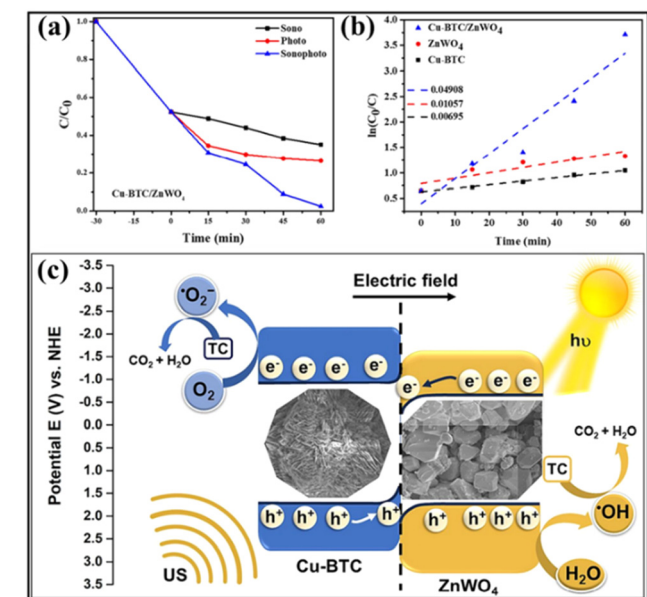 (a)
Sono
Photo
Sonophoto
C/C₀
1.0
0.8
0.6
0.4
0.2
0.0
Cu-BTC/ZnWO₄
-30 -15 0 15 30 45 60
Time (min)
(b)
Cu-BTC/ZnWO₄
ZnWO₄
Cu-BTC
0.04908
0.01057
0.00695
ln(C₀/C)
4.0
3.5
3.0
2.5
2.0
1.5
1.0
0.5
0 10 20 30 40 50 60
Time (min)
(c)
Potential E (V) vs. NHE
-3.5
-3.0
-2.5
-2.0
-1.5
-1.0
-0.5
0.0
0.5
1.0
1.5
2.0
2.5
3.0
3.5
Electric field
•O₂⁻
TC
CO₂ + H₂O
O₂
e⁻ e⁻ e⁻ e⁻
e⁻ e⁻ e⁻ e⁻
hυ
CO₂ + H₂O
TC
•OH
H₂O
h⁺ h⁺ h⁺ h⁺
h⁺ h⁺ h⁺ h⁺
US
Cu-BTC
ZnWO₄